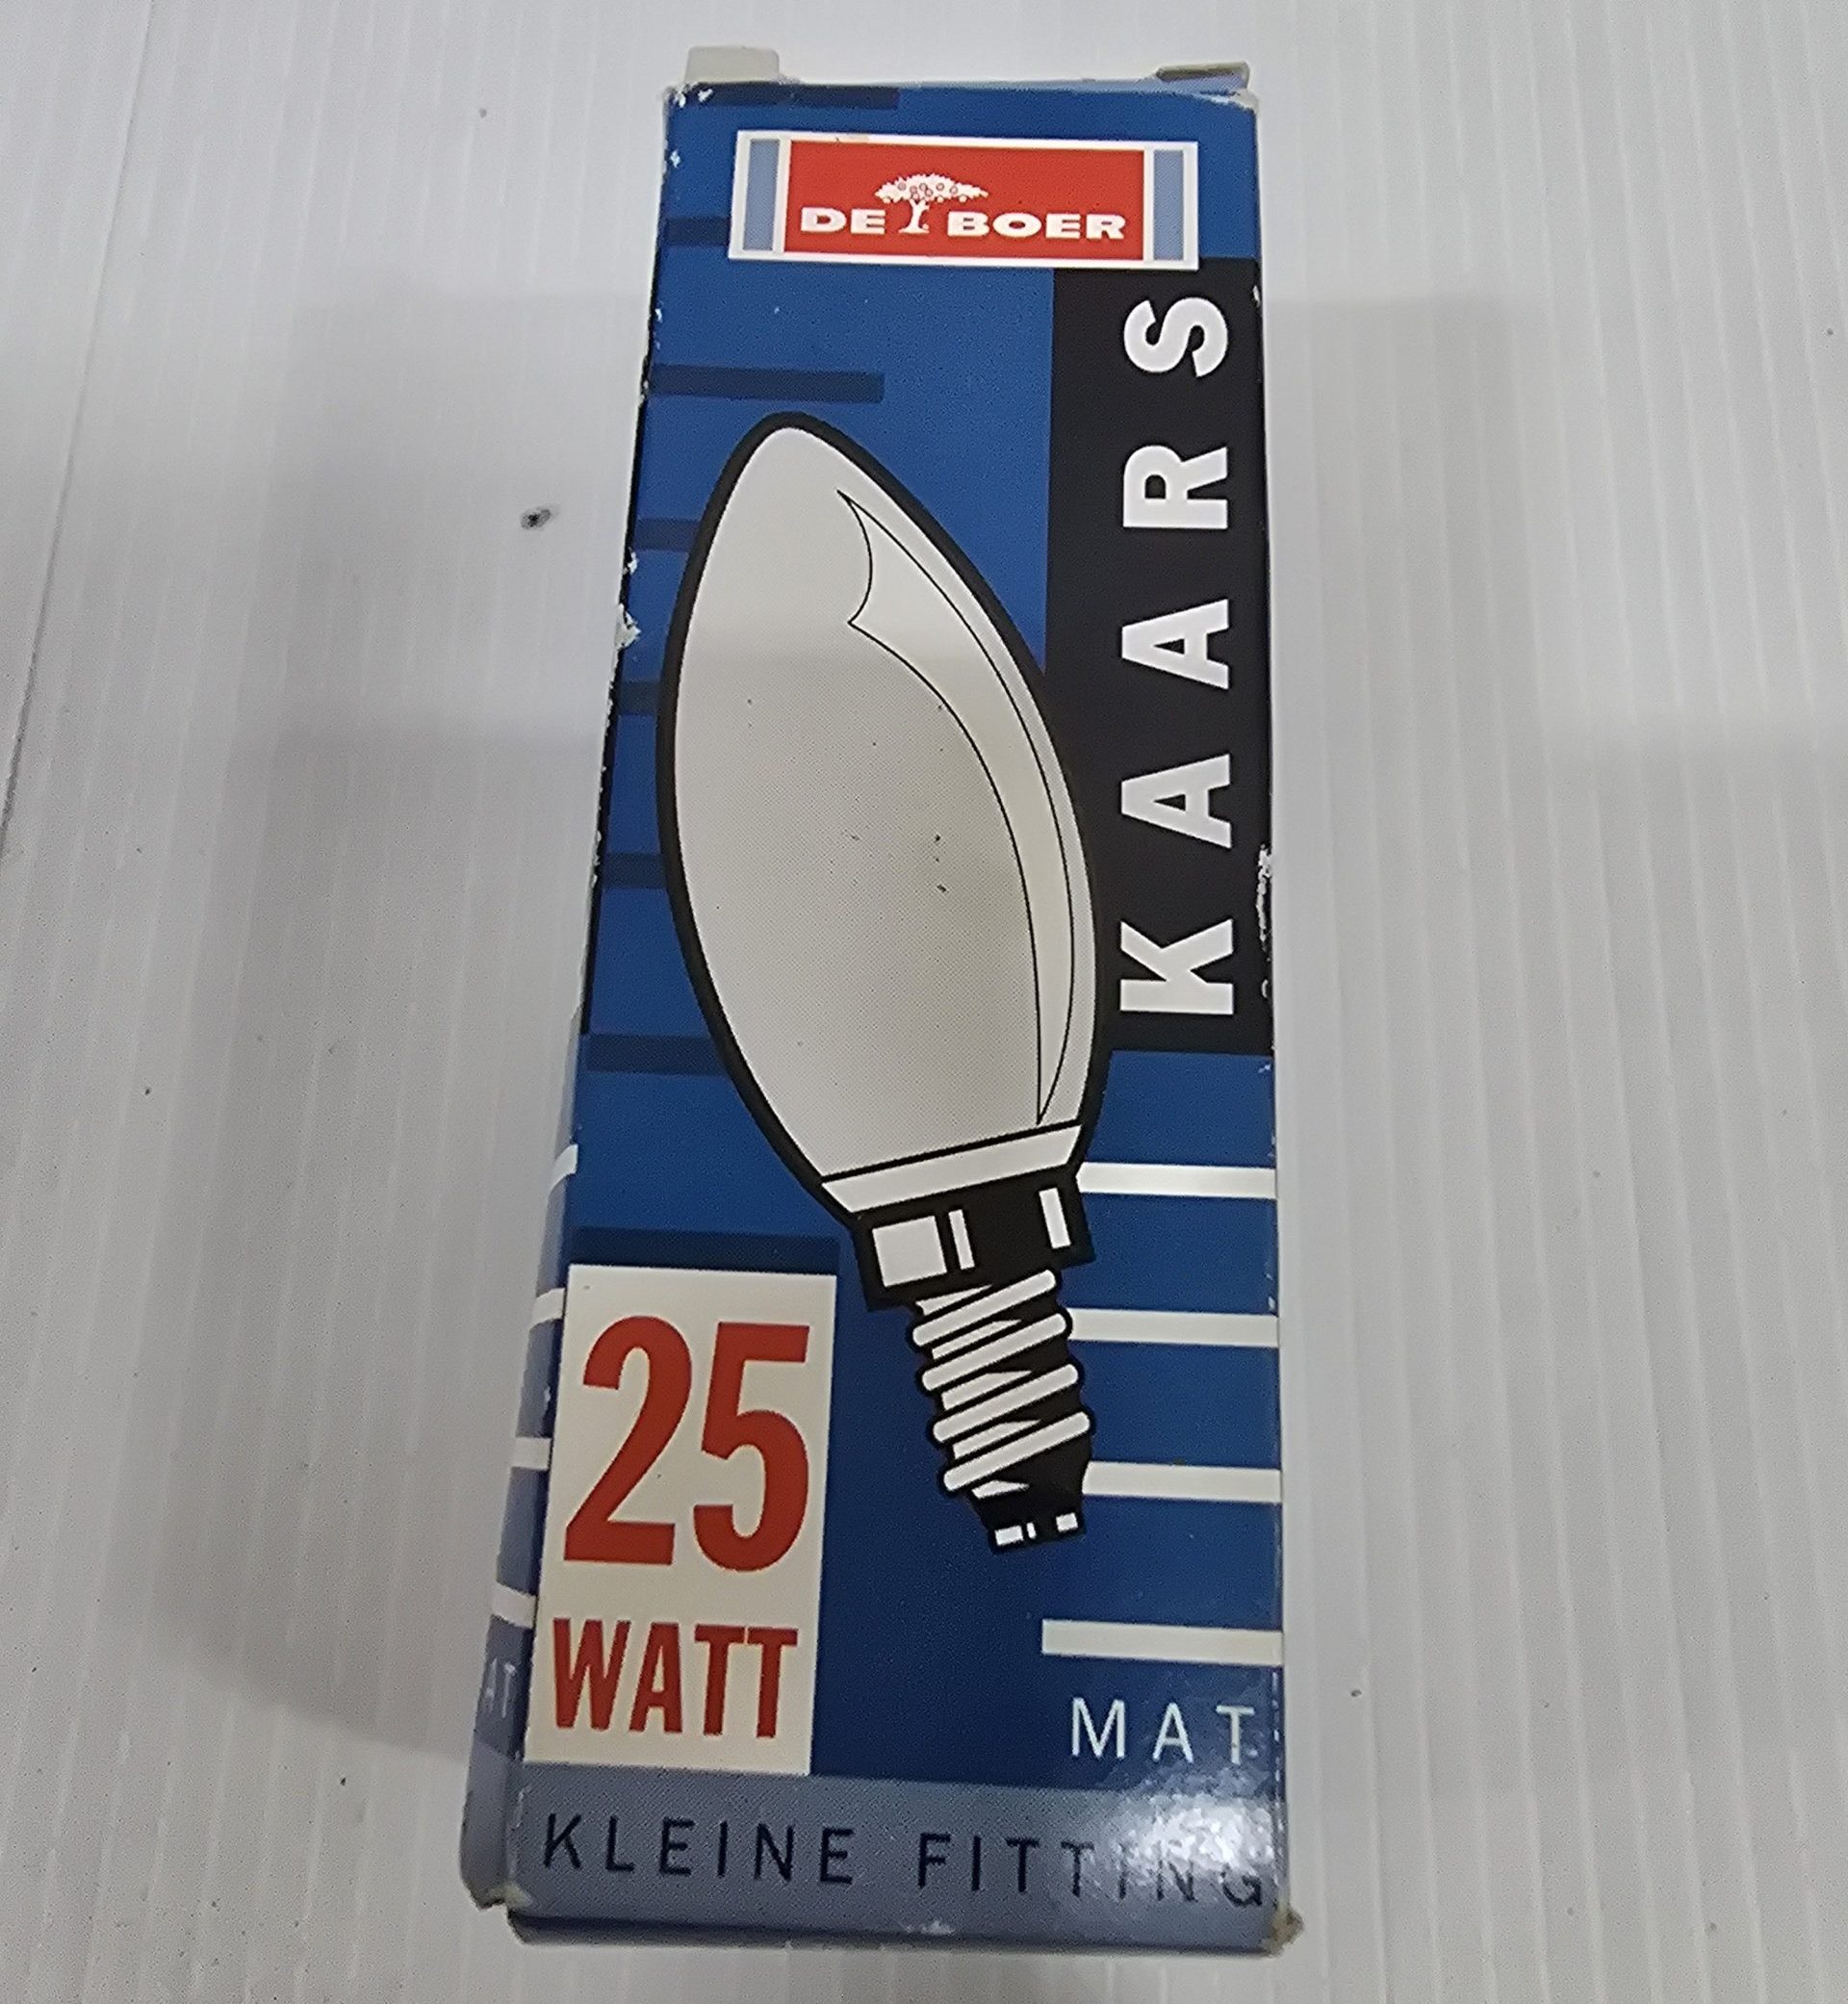 DE BOER
KAARS
25
WATT
MAT
KLEINE FITTING